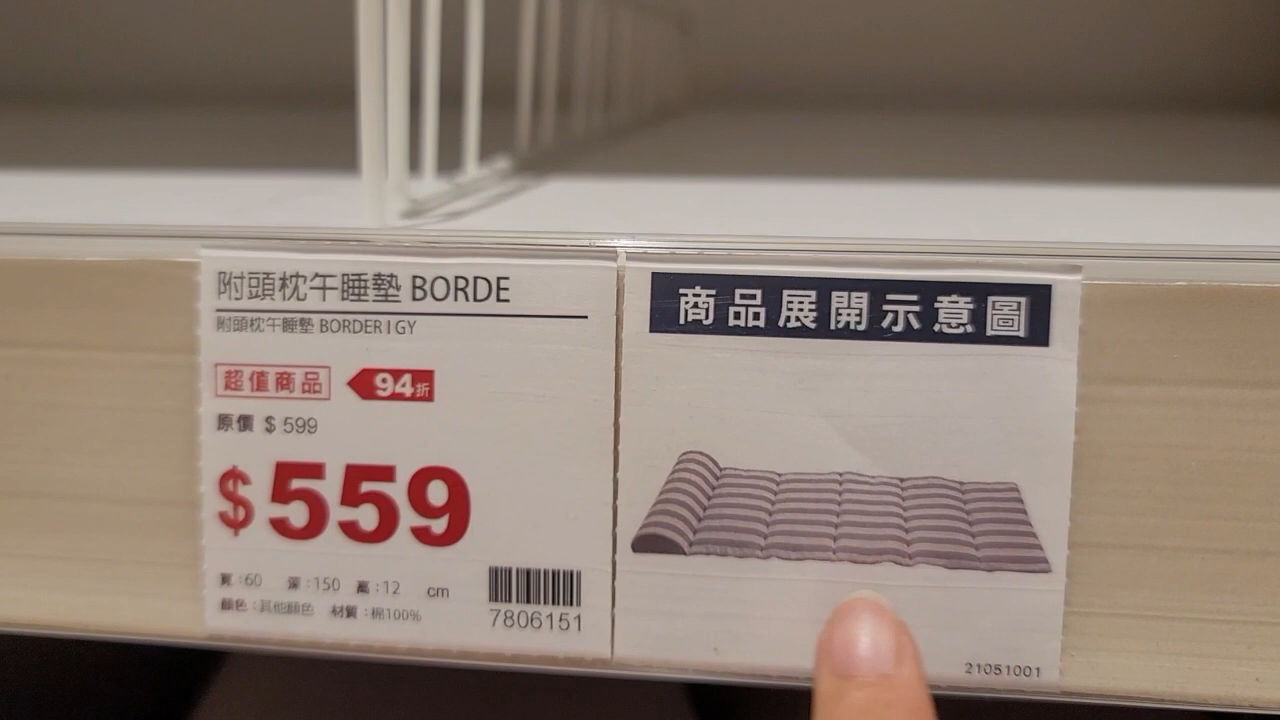 附頭枕午睡墊 BORDE
附頭枕午睡墊 BORDER I GY
超值商品 94折
原價 $ 599
$559
寬:60 深:150 高:12 cm
顏色:其他顏色 材質:棉100%
7806151
商品展開示意圖
21051001